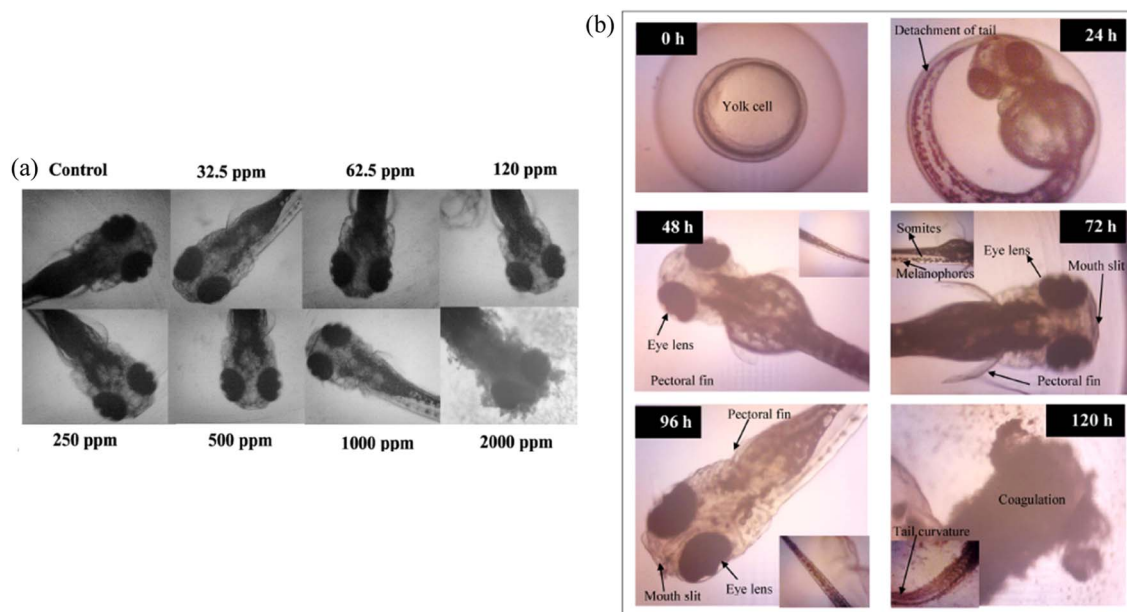 (a)
Control 32.5 ppm 62.5 ppm 120 ppm
250 ppm 500 ppm 1000 ppm 2000 ppm
(b)
0 h
Yolk cell
24 h
Detachment of tail
48 h
Eye lens
Pectoral fin
72 h
Somites
Melanophores
Eye lens
Mouth slit
Pectoral fin
96 h
Pectoral fin
Mouth slit
Eye lens
120 h
Coagulation
Tail curvature